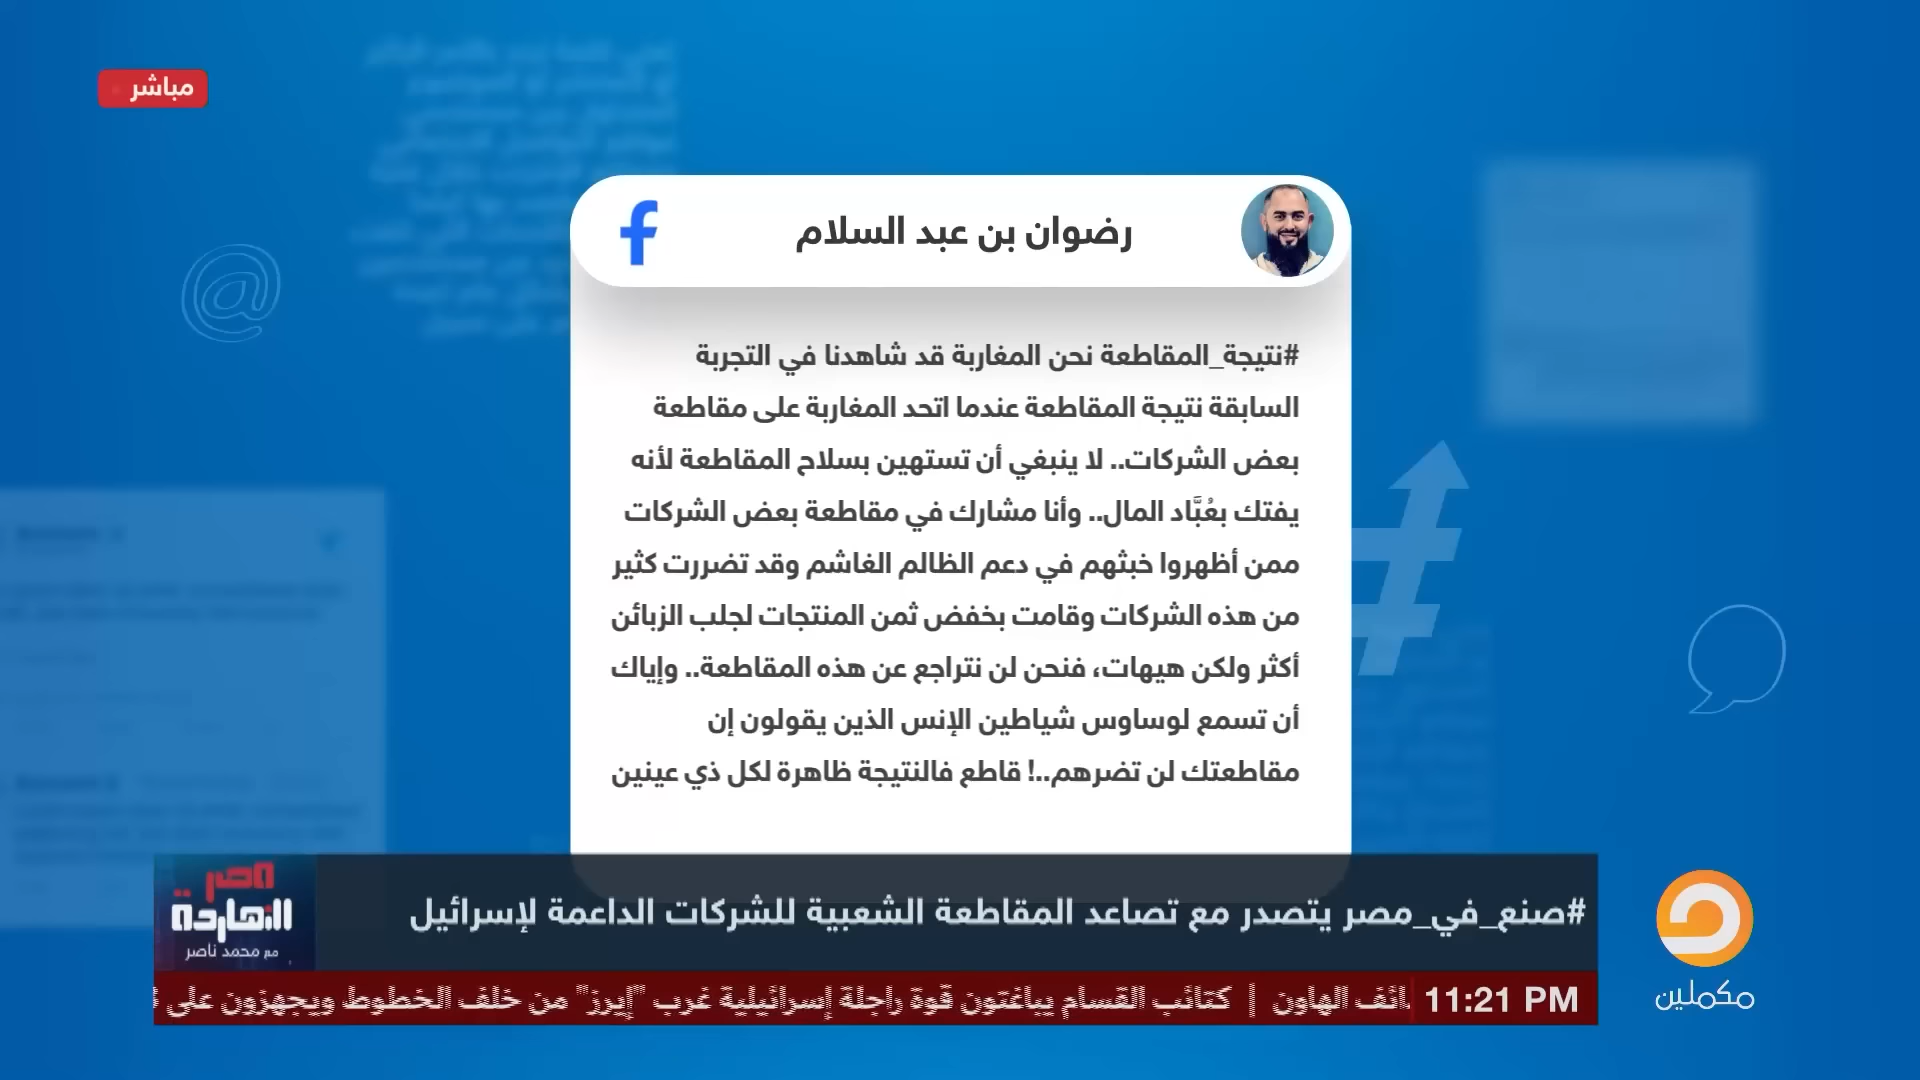 مباشر
رضوان بن عبد السلام
#نتيجة_المقاطعة نحن المغاربة قد شاهدنا في التجربة
السابقة نتيجة المقاطعة عندما اتحد المغاربة على مقاطعة
بعض الشركات.. لا ينبغي أن تستهين بسلاح المقاطعة لأنه
يفتك بعُبَّاد المال.. وأنا مشارك في مقاطعة بعض الشركات
ممن أظهروا خبثهم في دعم الظالم الغاشم وقد تضررت كثير
من هذه الشركات وقامت بخفض ثمن المنتجات لجلب الزبائن
أكثر ولكن هيهات، فنحن لن نتراجع عن هذه المقاطعة.. وإياك
أن تسمع لوساوس شياطين الإنس الذين يقولون إن
مقاطعتك لن تضرهم..! قاطع فالنتيجة ظاهرة لكل ذي عينين
#صنع_في_مصر يتصدر مع تصاعد المقاطعة الشعبية للشركات الداعمة لإسرائيل
مصر
النهاردة
مع محمد ناصر
11:21 PM
الهاون | كتائب القسام يباغتون قوة راجلة إسرائيلية غرب "إيرز" من خلف الخطوط ويجهزون على
مكملين